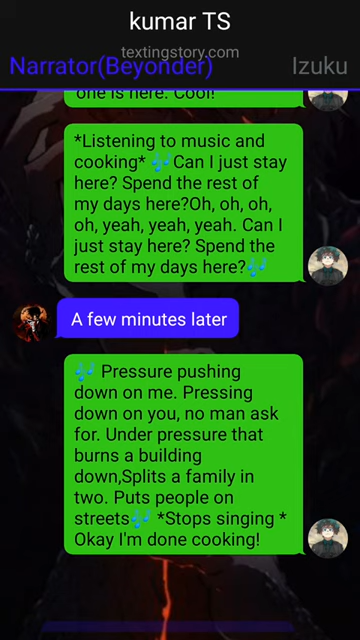 kumar TS
textingstory.com
Narrator(Beyonder)
Izuku
one is here. Cool!
*Listening to music and
cooking* 🎶Can I just stay
here? Spend the rest of
my days here?Oh, oh, oh,
oh, yeah, yeah, yeah. Can I
just stay here? Spend the
rest of my days here?🎶
A few minutes later
🎶 Pressure pushing
down on me. Pressing
down on you, no man ask
for. Under pressure that
burns a building
down,Splits a family in
two. Puts people on
streets🎶 *Stops singing *
Okay I'm done cooking!